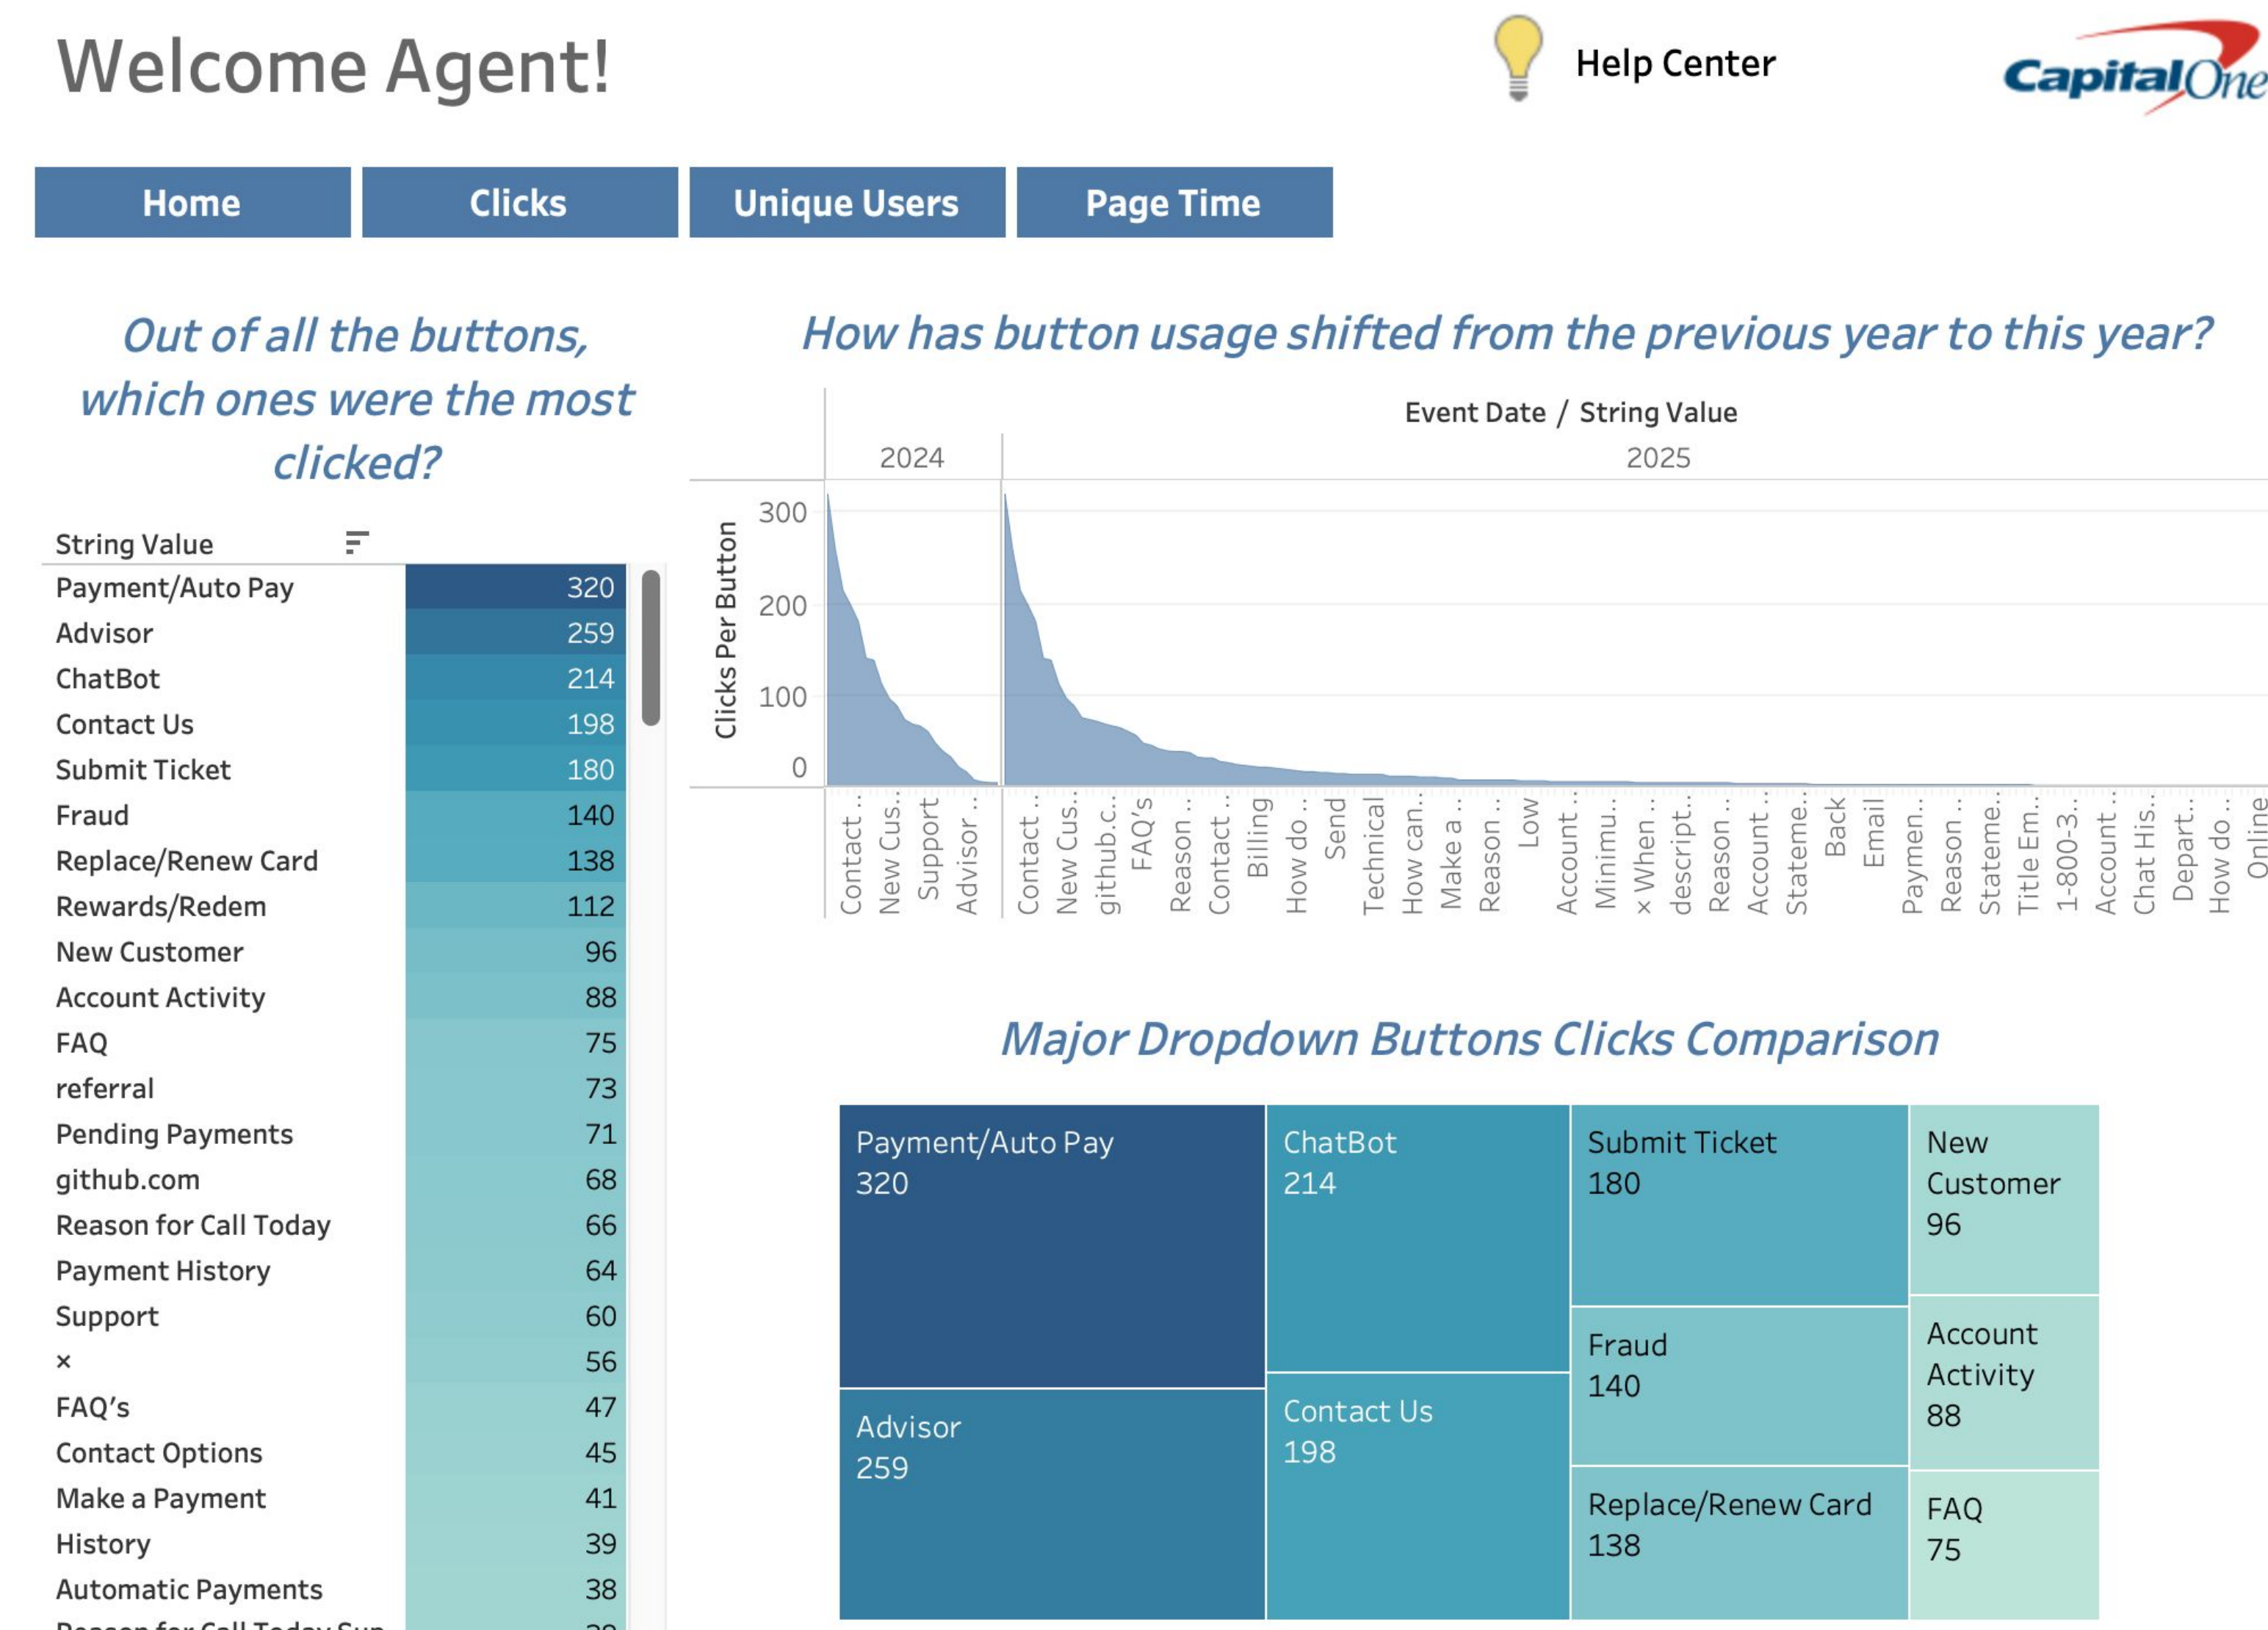 Welcome Agent!
Help Center
CapitalOne
Home
Clicks
Unique Users
Page Time
Out of all the buttons,
which ones were the most
clicked?
String Value
Payment/Auto Pay 320
Advisor 259
ChatBot 214
Contact Us 198
Submit Ticket 180
Fraud 140
Replace/Renew Card 138
Rewards/Redem 112
New Customer 96
Account Activity 88
FAQ 75
referral 73
Pending Payments 71
github.com 68
Reason for Call Today 66
Payment History 64
Support 60
× 56
FAQ's 47
Contact Options 45
Make a Payment 41
History 39
Automatic Payments 38
Reason for Call Today Sup
How has button usage shifted from the previous year to this year?
Event Date / String Value
2024
2025
Clicks Per Button
300
200
100
0
Contact ..
New Cus..
Support
Advisor ..
Contact ..
New Cus..
github.c..
FAQ's
Reason ..
Contact ..
Billing
How do ..
Send
Technical
How can..
Make a ..
Reason ..
Low
Account ..
Minimu..
× When ..
descript..
Reason ..
Account ..
Stateme..
Back
Email
Paymen..
Reason ..
Stateme..
Title Em..
1-800-3..
Account ..
Chat His..
Depart..
How do ..
Online
Major Dropdown Buttons Clicks Comparison
Payment/Auto Pay
320
Advisor
259
ChatBot
214
Contact Us
198
Submit Ticket
180
Fraud
140
Replace/Renew Card
138
New
Customer
96
Account
Activity
88
FAQ
75